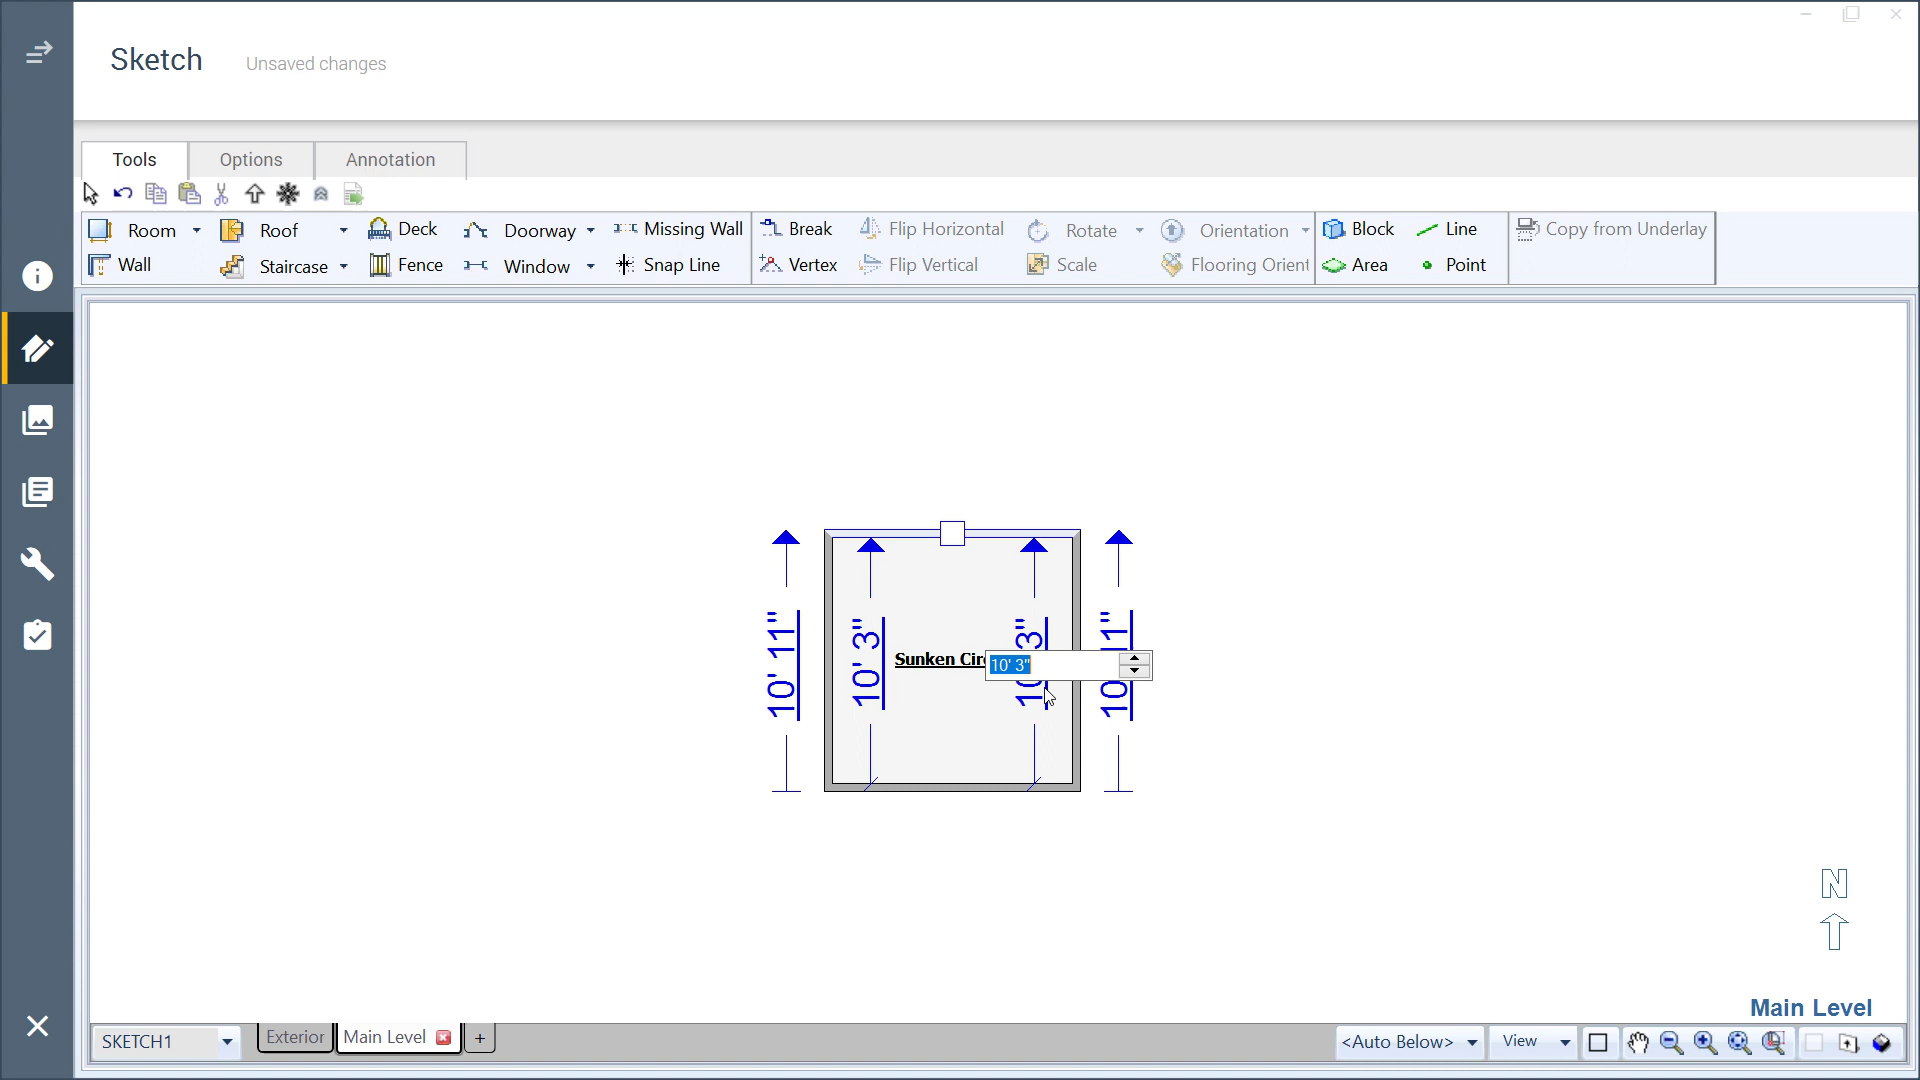 Sketch Unsaved changes
Tools Options Annotation
Room Roof Deck Doorway Missing Wall Break Flip Horizontal Rotate Orientation Block Line Copy from Underlay
Wall Staircase Fence Window Snap Line Vertex Flip Vertical Scale Flooring Orient Area Point
10' 11"
10' 3"
Sunken Cir
10' 3"
N
Main Level
SKETCH1 Exterior Main Level + <Auto Below> View